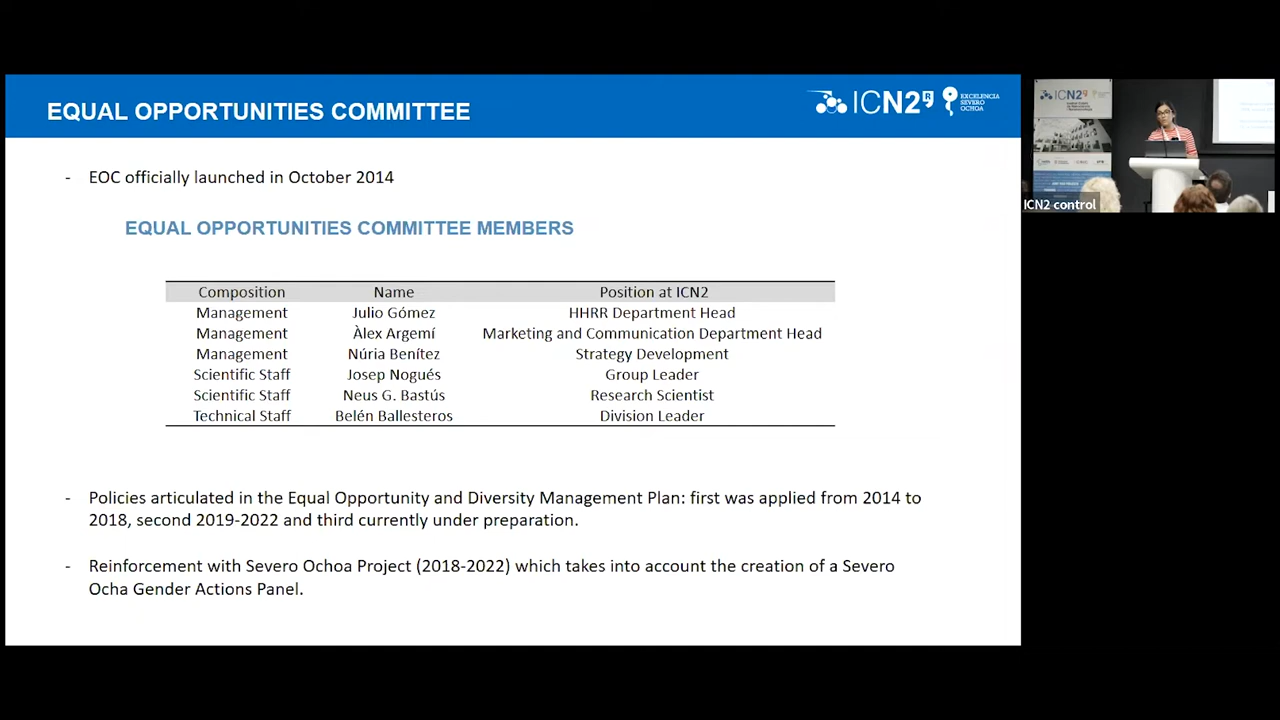 EQUAL OPPORTUNITIES COMMITTEE
ICN2
EXCELENCIA
SEVERO
OCHOA
- EOC officially launched in October 2014
EQUAL OPPORTUNITIES COMMITTEE MEMBERS
Composition Name Position at ICN2
Management Julio Gómez HHRR Department Head
Management Àlex Argemí Marketing and Communication Department Head
Management Núria Benítez Strategy Development
Scientific Staff Josep Nogués Group Leader
Scientific Staff Neus G. Bastús Research Scientist
Technical Staff Belén Ballesteros Division Leader
- Policies articulated in the Equal Opportunity and Diversity Management Plan: first was applied from 2014 to
2018, second 2019-2022 and third currently under preparation.
- Reinforcement with Severo Ochoa Project (2018-2022) which takes into account the creation of a Severo
Ocha Gender Actions Panel.
ICN2
ICN2 control